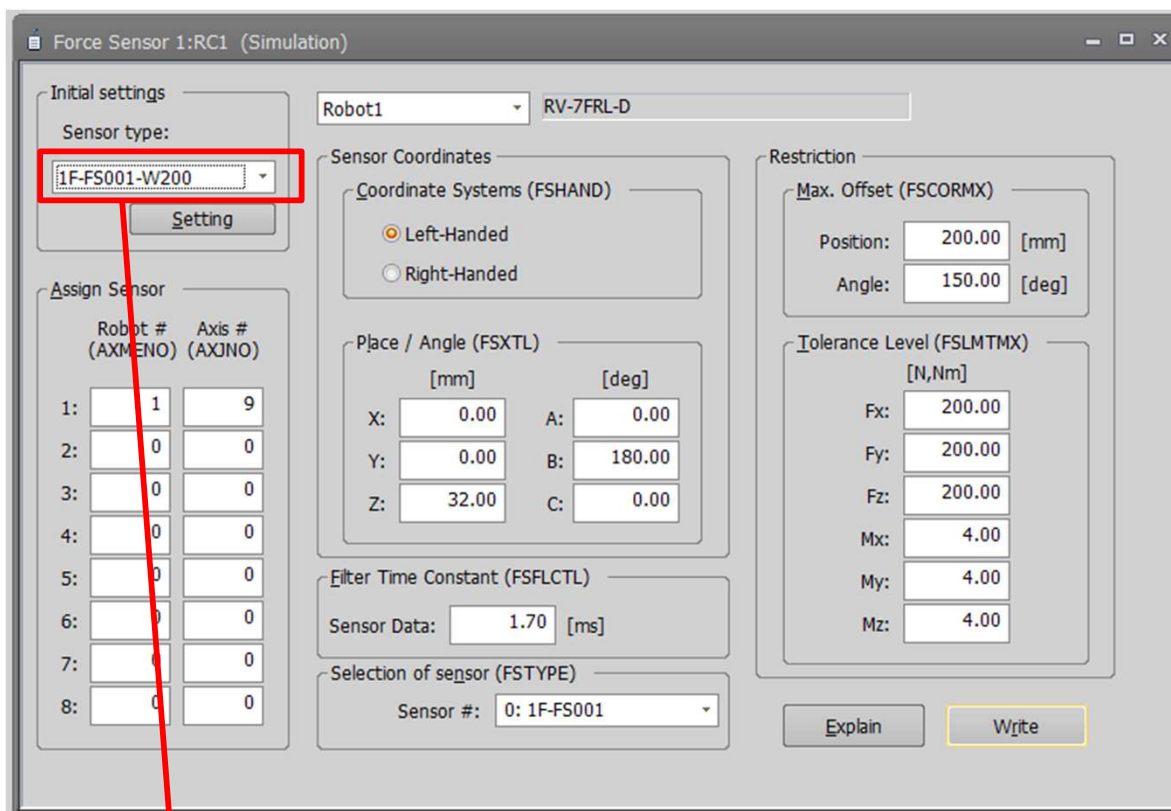 Force Sensor 1:RC1 (Simulation)
Initial settings
Sensor type:
1F-FS001-W200
Setting
Assign Sensor
Robot # Axis #
(AXMENO) (AXJNO)
1: 1 9
2: 0 0
3: 0 0
4: 0 0
5: 0 0
6: 0 0
7: 0 0
8: 0 0
Robot1 RV-7FRL-D
Sensor Coordinates
Coordinate Systems (FSHAND)
Left-Handed
Right-Handed
Place / Angle (FSXTL)
[mm] [deg]
X: 0.00 A: 0.00
Y: 0.00 B: 180.00
Z: 32.00 C: 0.00
Filter Time Constant (FSFLCTL)
Sensor Data: 1.70 [ms]
Selection of sensor (FSTYPE)
Sensor #: 0: 1F-FS001
Restriction
Max. Offset (FSCORMX)
Position: 200.00 [mm]
Angle: 150.00 [deg]
Tolerance Level (FSLMTMX)
[N,Nm]
Fx: 200.00
Fy: 200.00
Fz: 200.00
Mx: 4.00
My: 4.00
Mz: 4.00
Explain Write